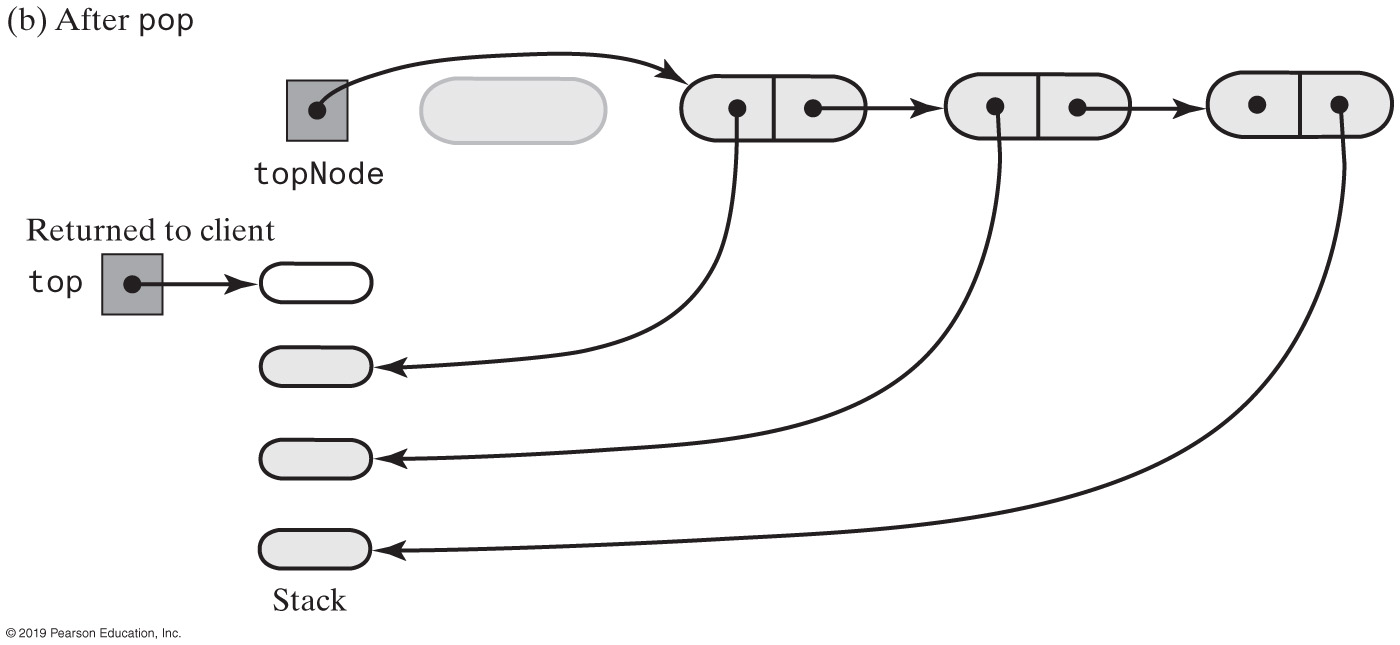 (b) After pop
topNode
Returned to client
top
Stack
© 2019 Pearson Education, Inc.